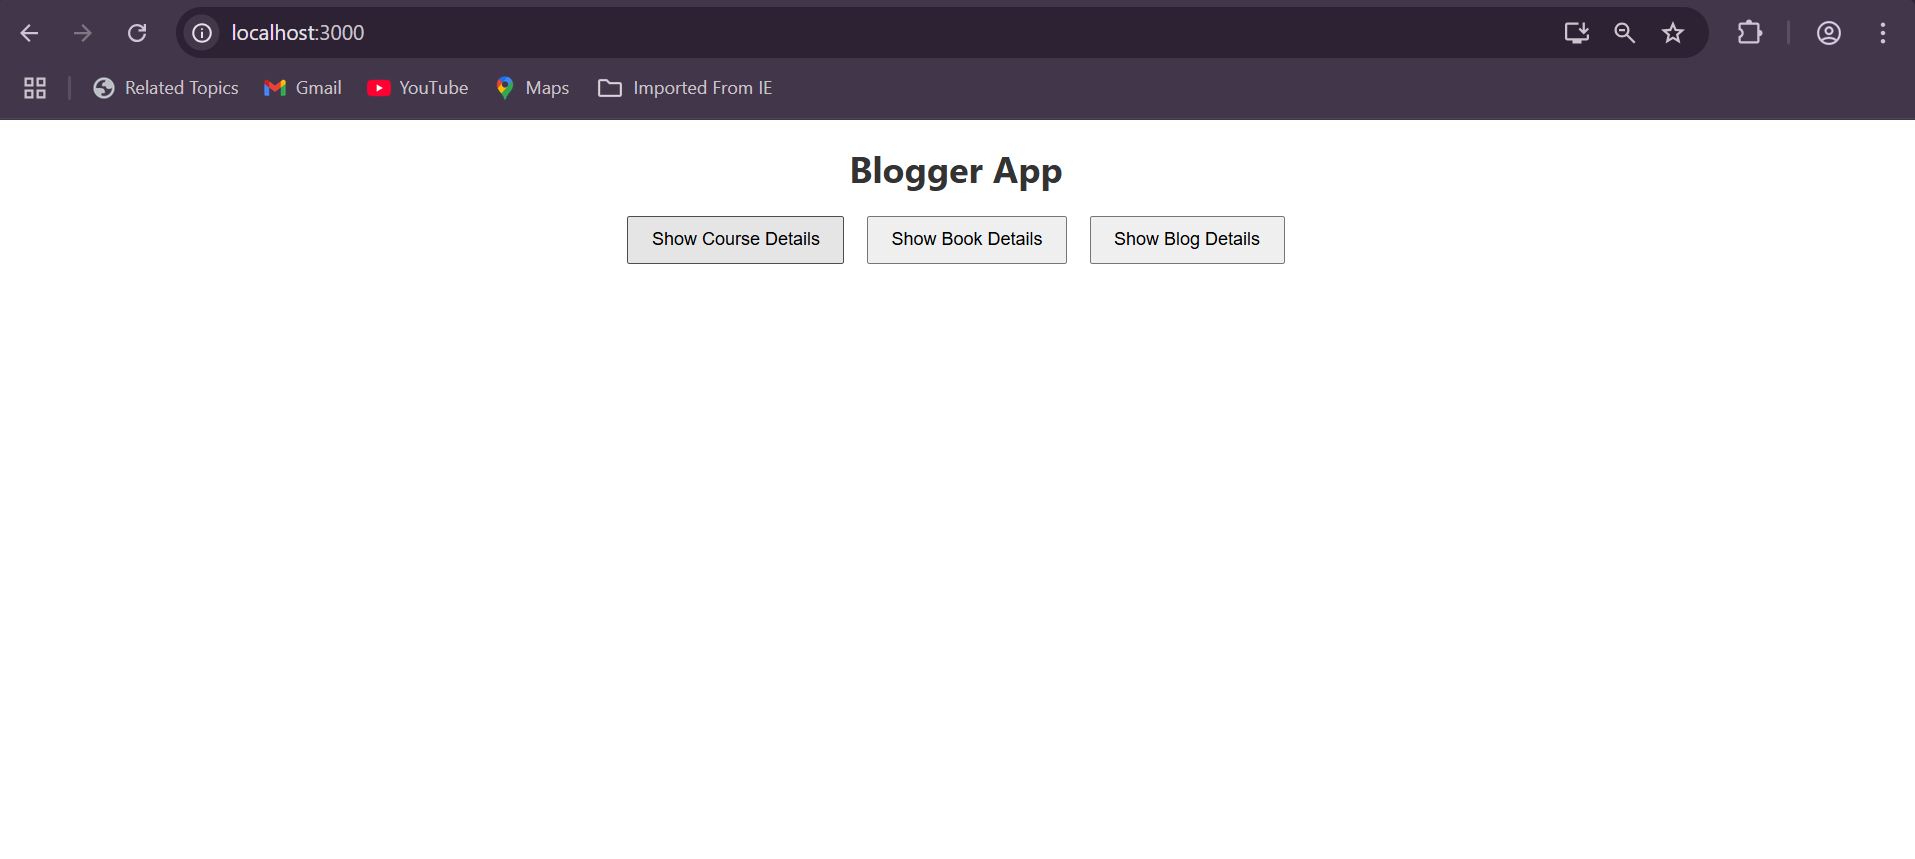 localhost:3000
Related Topics Gmail YouTube Maps Imported From IE
Blogger App
Show Course Details Show Book Details Show Blog Details